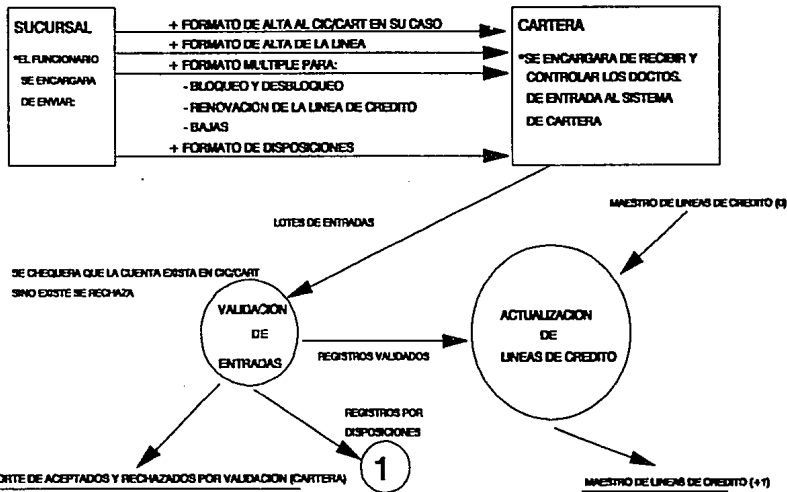 SUCURSAL
*EL FUNCIONARIO
SE ENCARGARA
DE ENVIAR:
+ FORMATO DE ALTA AL CIC/CART EN SU CASO
+ FORMATO DE ALTA DE LA LINEA
+ FORMATO MULTIPLE PARA:
- BLOQUEO Y DESBLOQUEO
- RENOVACION DE LA LINEA DE CREDITO
- BAJAS
+ FORMATO DE DISPOSICIONES
CARTERA
*SE ENCARGARA DE RECIBIR Y
CONTROLAR LOS DOCTOS.
DE ENTRADA AL SISTEMA
DE CARTERA
LOTES DE ENTRADAS
MAESTRO DE LINEAS DE CREDITO (0)
SE CHEQUERA QUE LA CUENTA EXISTA EN CIC/CART
SINO EXISTE SE RECHAZA
VALIDACION
DE
ENTRADAS
REGISTROS VALIDADOS
ACTUALIZACION
DE
LINEAS DE CREDITO
REGISTROS POR
DISPOSICIONES
1
ORTE DE ACEPTADOS Y RECHAZADOS POR VALIDACION (CARTERA)
MAESTRO DE LINEAS DE CREDITO (+1)